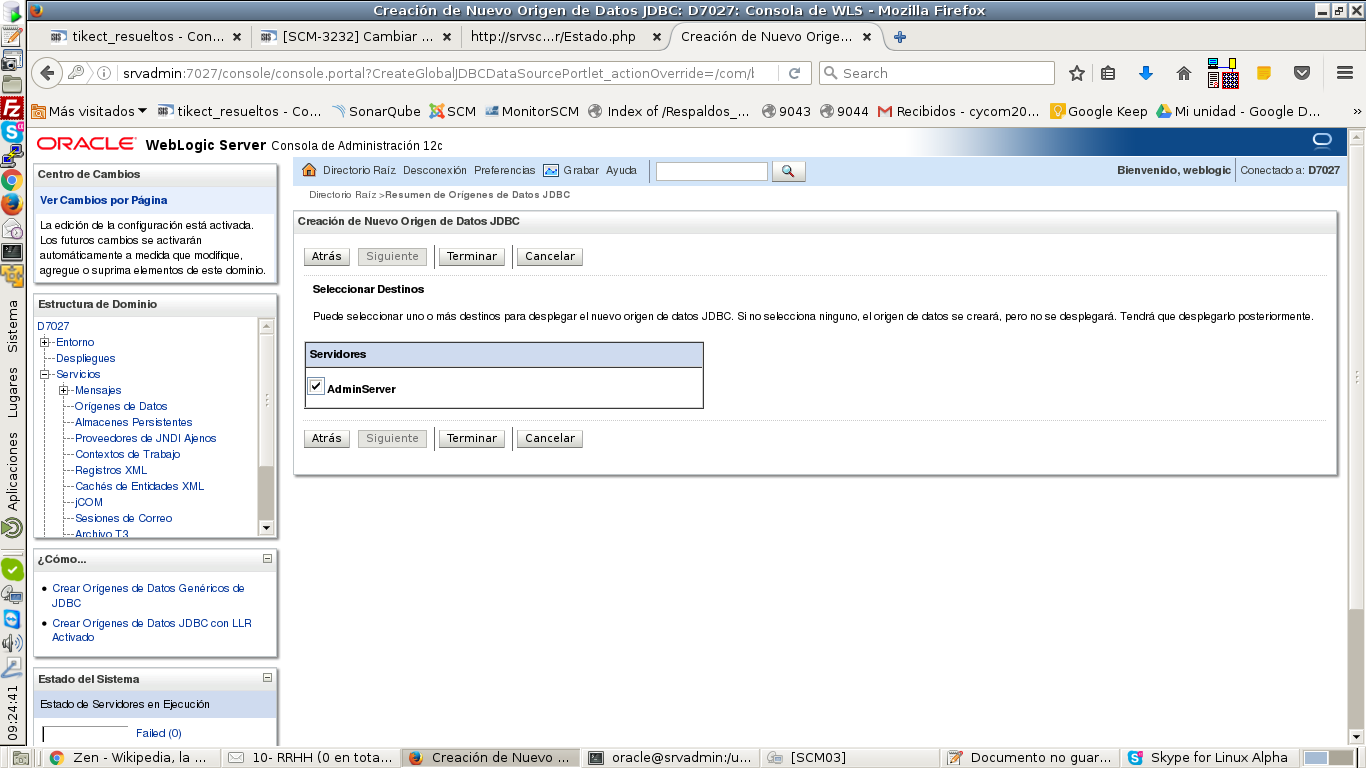 Creación de Nuevo Origen de Datos JDBC: D7027: Consola de WLS - Mozilla Firefox
tikect_resueltos - Con...
[SCM-3232] Cambiar ...
http://srvsc...r/Estado.php
Creación de Nuevo Orige...
srvadmin:7027/console/console.portal?CreateGlobalJDBCDataSourcePortlet_actionOverride=/com/
Search
Más visitados
tikect_resueltos - Co...
SonarQube
SCM
MonitorSCM
Index of /Respaldos_...
9043
9044
Recibidos - cycom20...
Google Keep
Mi unidad - Google D...
ORACLE WebLogic Server Consola de Administración 12c
Centro de Cambios
Ver Cambios por Página
La edición de la configuración está activada.
Los futuros cambios se activarán
automáticamente a medida que modifique,
agregue o suprima elementos de este dominio.
Estructura de Dominio
D7027
Entorno
Despliegues
Servicios
Mensajes
Orígenes de Datos
Almacenes Persistentes
Proveedores de JNDI Ajenos
Contextos de Trabajo
Registros XML
Cachés de Entidades XML
jCOM
Sesiones de Correo
Archivo T3
¿Cómo...
Crear Orígenes de Datos Genéricos de
JDBC
Crear Orígenes de Datos JDBC con LLR
Activado
Estado del Sistema
Estado de Servidores en Ejecución
Failed (0)
Directorio Raíz Desconexión Preferencias Grabar Ayuda
Bienvenido, weblogic
Conectado a: D7027
Directorio Raíz >Resumen de Orígenes de Datos JDBC
Creación de Nuevo Origen de Datos JDBC
Atrás Siguiente Terminar Cancelar
Seleccionar Destinos
Puede seleccionar uno o más destinos para desplegar el nuevo origen de datos JDBC. Si no selecciona ninguno, el origen de datos se creará, pero no se desplegará. Tendrá que desplegarlo posteriormente.
Servidores
AdminServer
Atrás Siguiente Terminar Cancelar
Sistema
Lugares
Aplicaciones
09:24:41
Zen - Wikipedia, la ...
10- RRHH (0 en tota...
Creación de Nuevo ...
oracle@srvadmin:/u...
[SCM03]
Documento no guar...
Skype for Linux Alpha